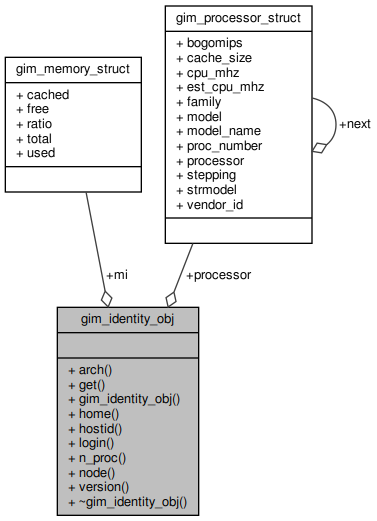 gim_processor_struct
+ bogomips
+ cache_size
+ cpu_mhz
+ est_cpu_mhz
+ family
+ model
+ model_name
+ proc_number
+ processor
+ stepping
+ strmodel
+ vendor_id
+next
gim_memory_struct
+ cached
+ free
+ ratio
+ total
+ used
+mi
+processor
gim_identity_obj
+ arch()
+ get()
+ gim_identity_obj()
+ home()
+ hostid()
+ login()
+ n_proc()
+ node()
+ version()
+ ~gim_identity_obj()